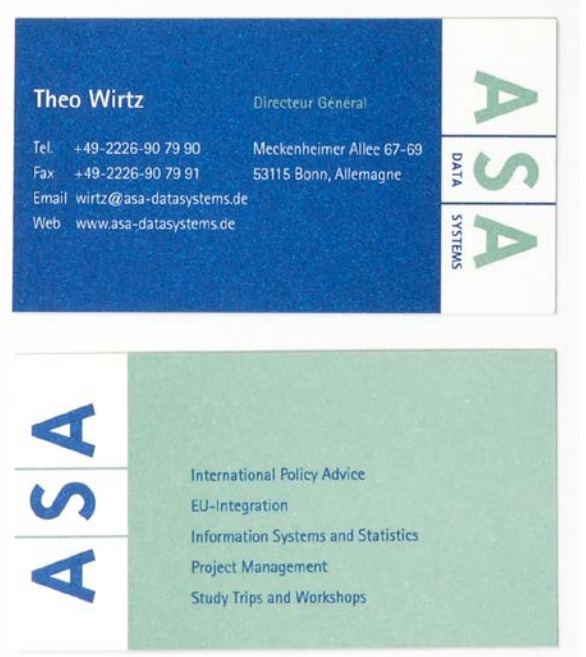 Theo Wirtz
Directeur Général
Tel. +49-2226-90 79 90
Fax +49-2226-90 79 91
Email wirtz@asa-datasystems.de
Web www.asa-datasystems.de
Meckenheimer Allee 67-69
53115 Bonn, Allemagne
ASA
DATA SYSTEMS
ASA
International Policy Advice
EU-Integration
Information Systems and Statistics
Project Management
Study Trips and Workshops